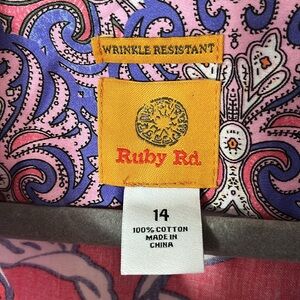 WRINKLE RESISTANT
Ruby Rd.
14
100% COTTON
MADE IN
CHINA